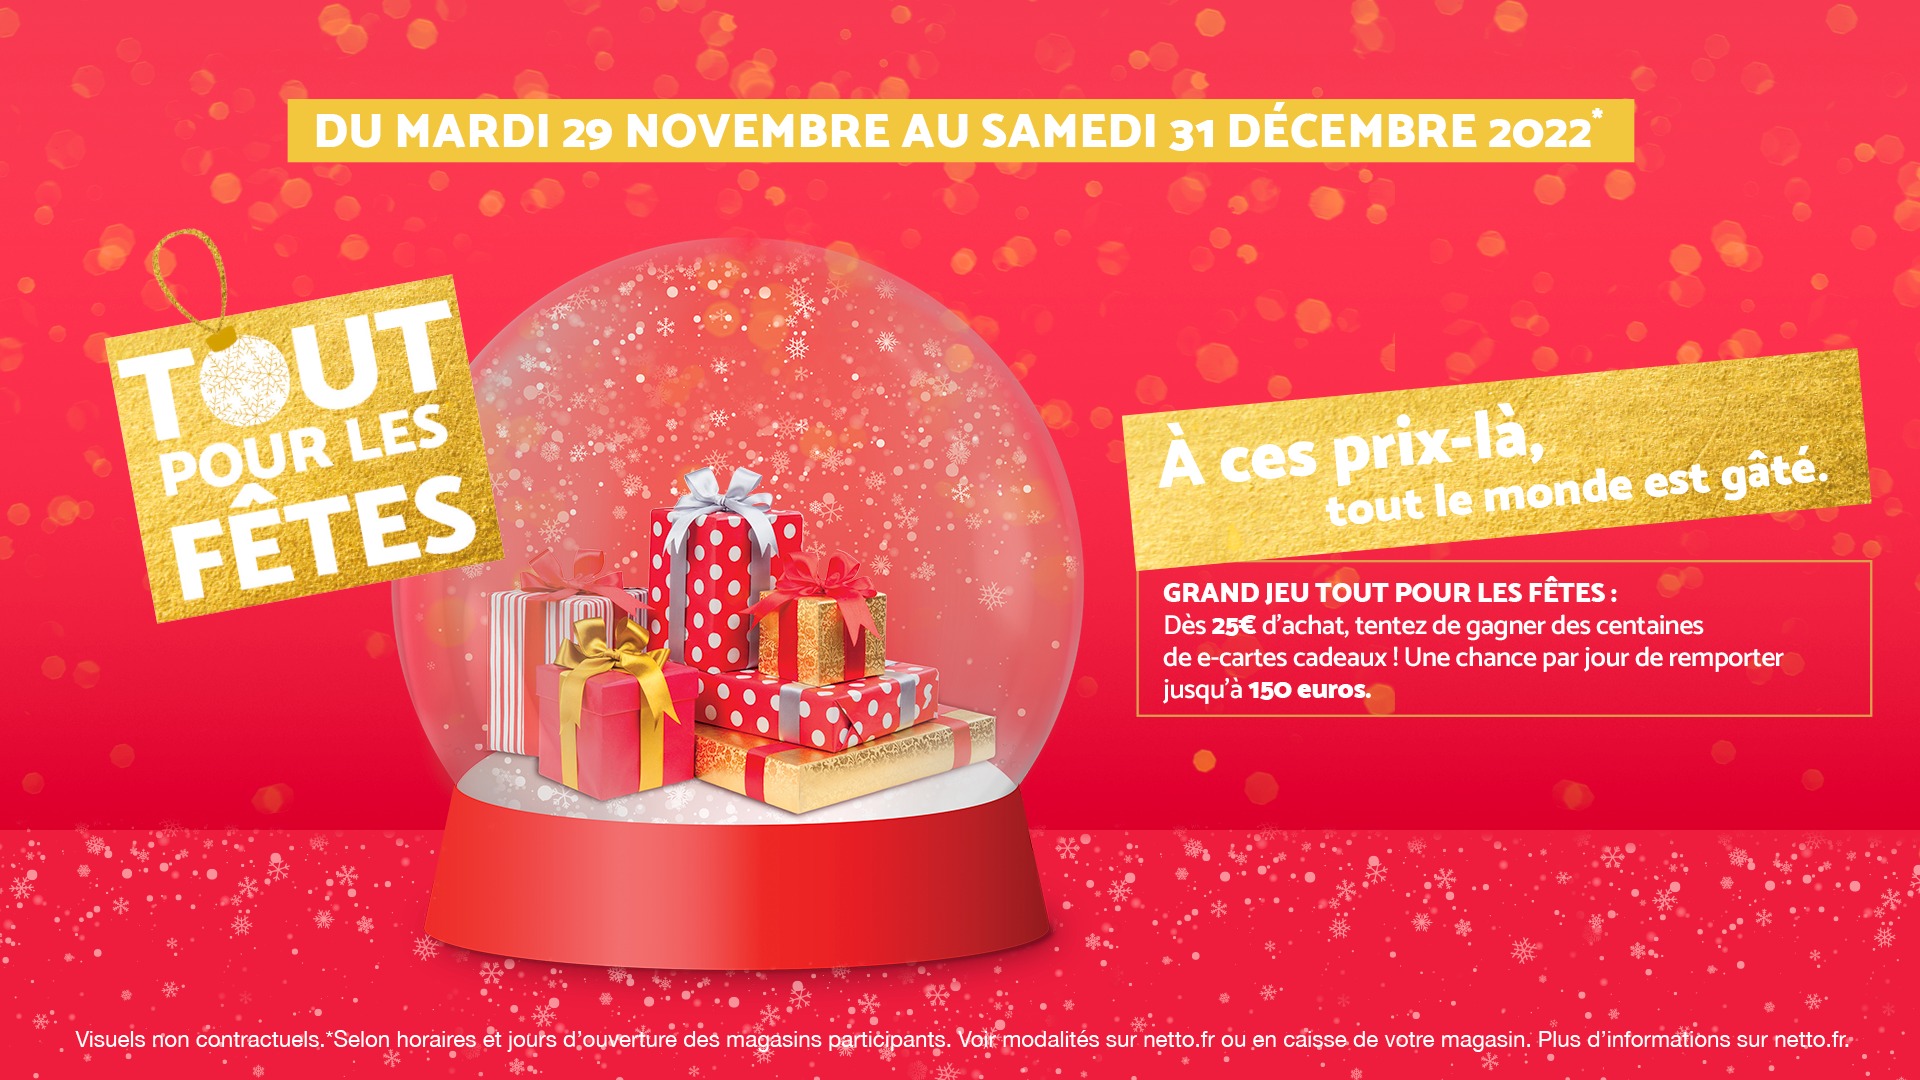 DU MARDI 29 NOVEMBRE AU SAMEDI 31 DÉCEMBRE 2022*
TOUT
POUR LES
FÊTES
À ces prix-là,
tout le monde est gâté.
GRAND JEU TOUT POUR LES FÊTES :
Dès 25€ d'achat, tentez de gagner des centaines
de e-cartes cadeaux ! Une chance par jour de remporter
jusqu'à 150 euros.
Visuels non contractuels.*Selon horaires et jours d'ouverture des magasins participants. Voir modalités sur netto.fr ou en caisse de votre magasin. Plus d'informations sur netto.fr.